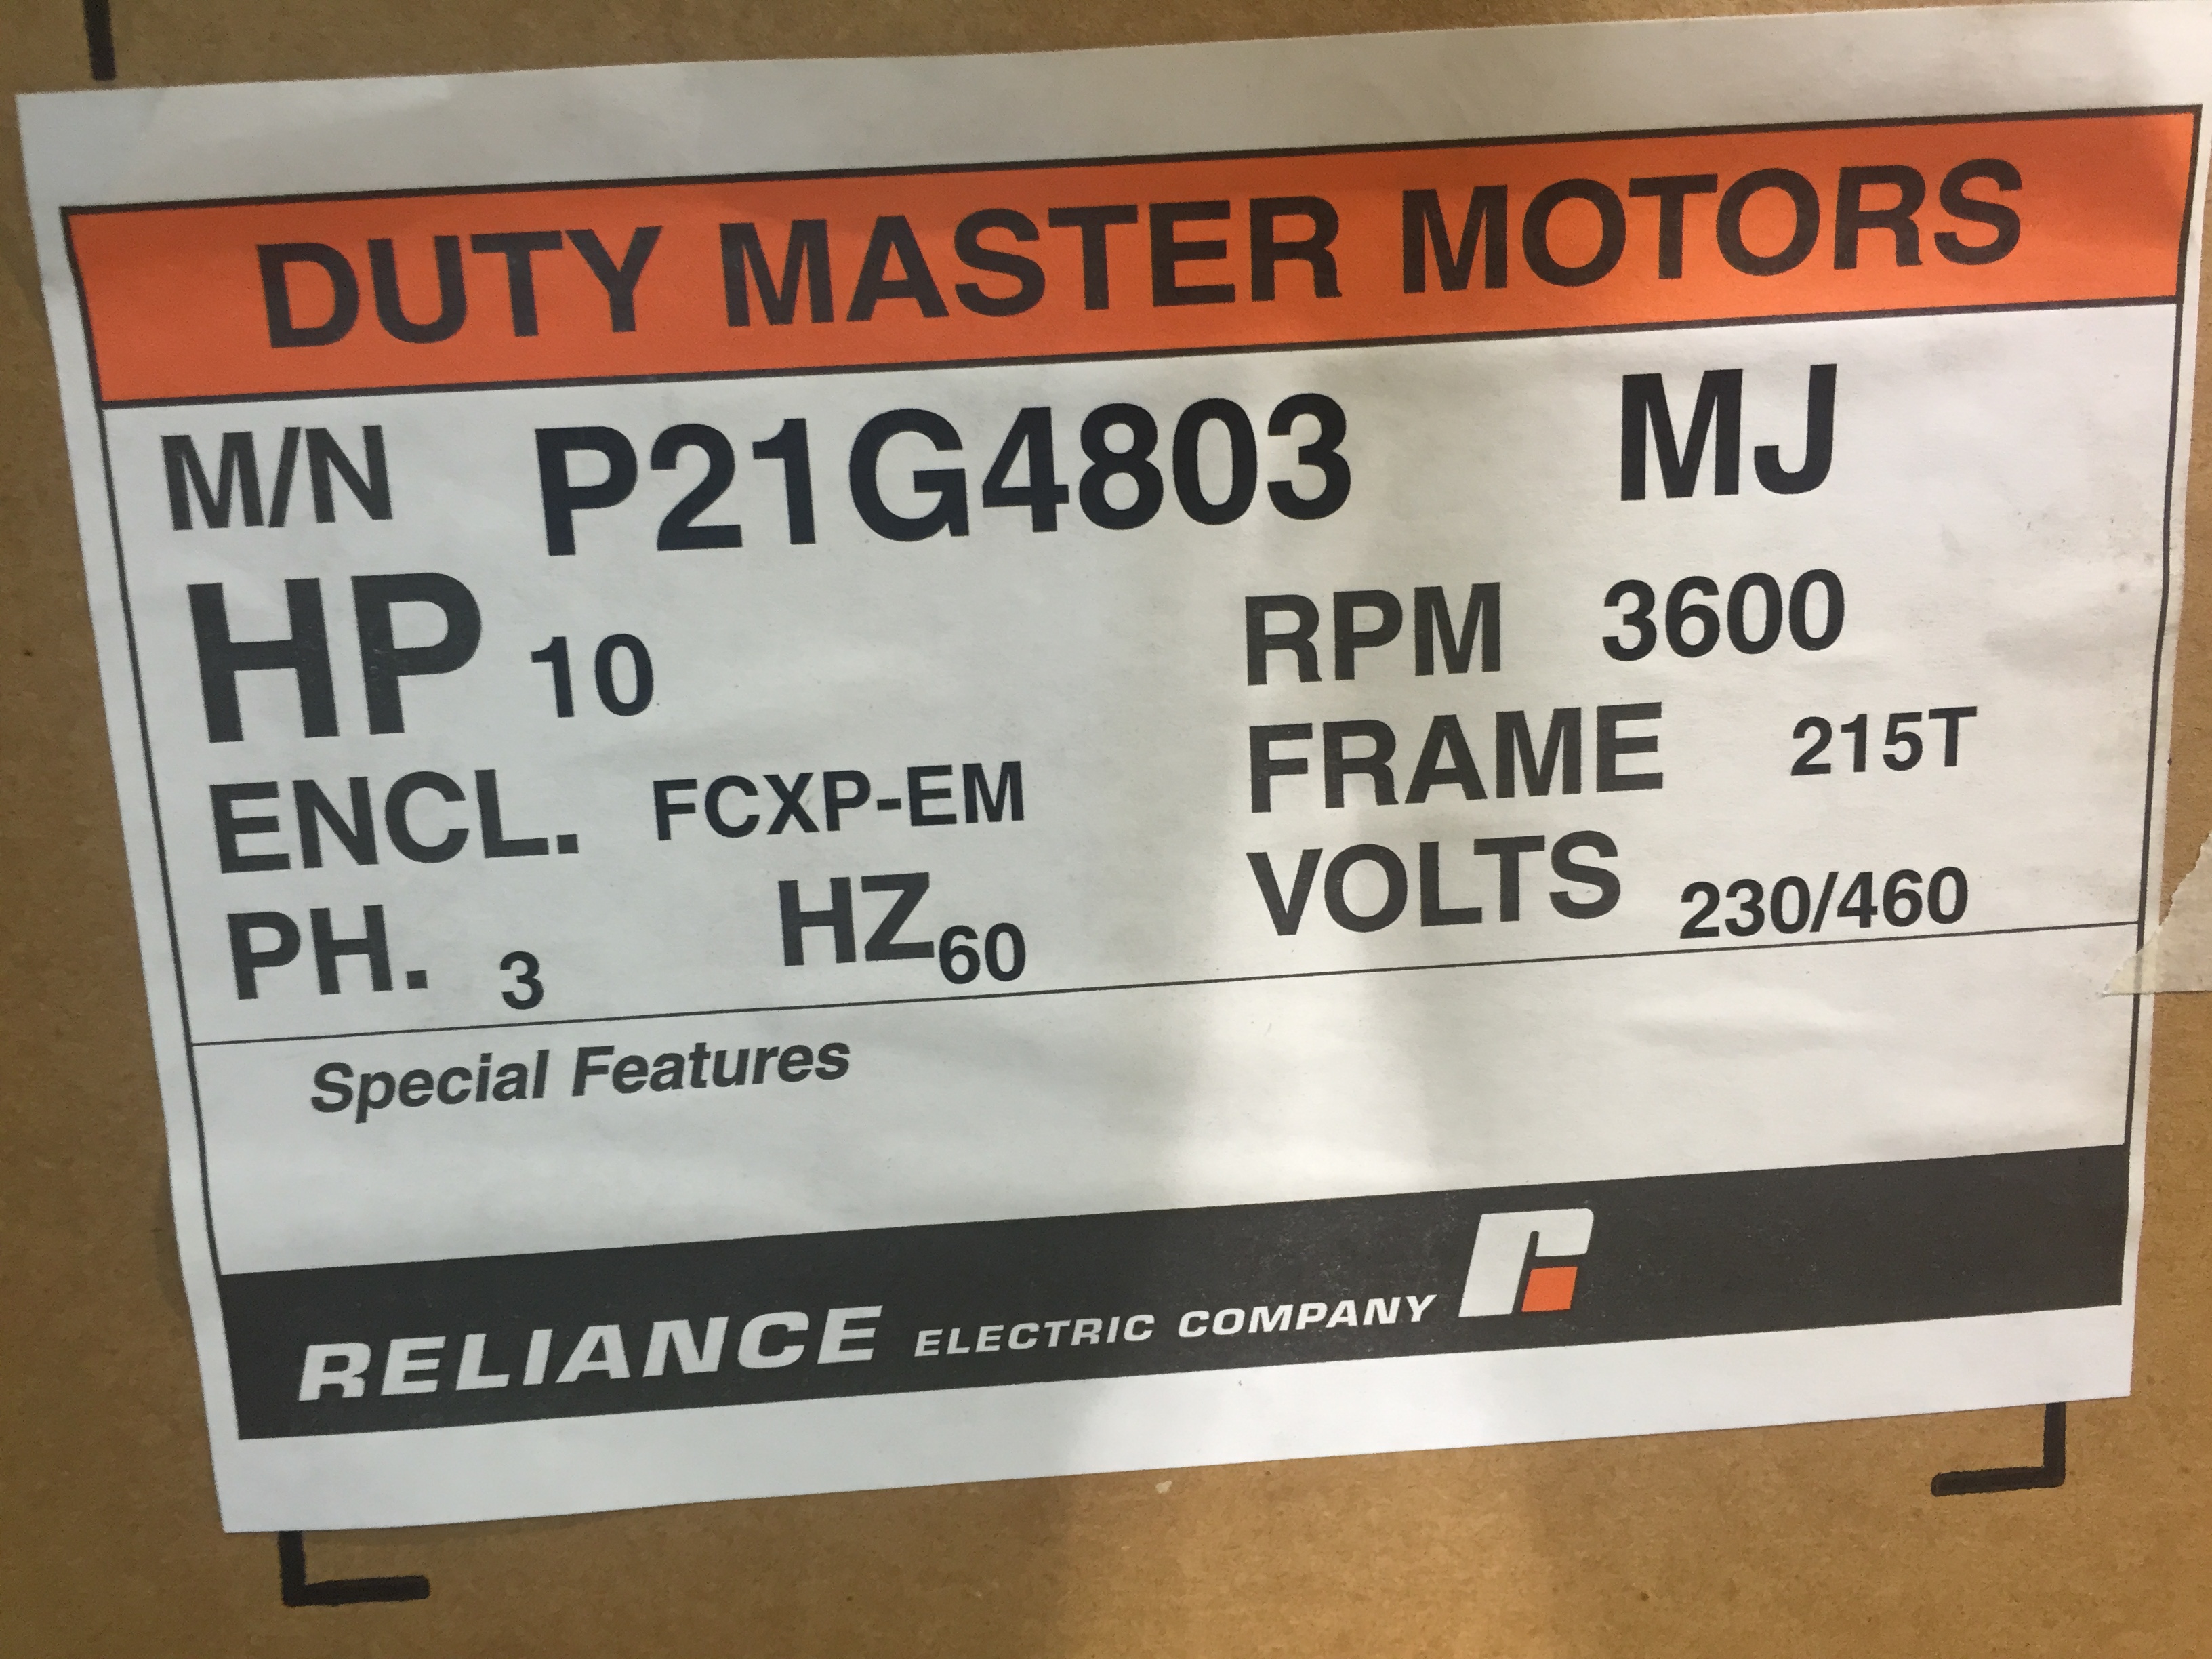 DUTY MASTER MOTORS
M/N P21G4803 MJ
HP 10 RPM 3600
ENCL. FCXP-EM FRAME 215T
PH. 3 HZ 60 VOLTS 230/460
Special Features
RELIANCE ELECTRIC COMPANY